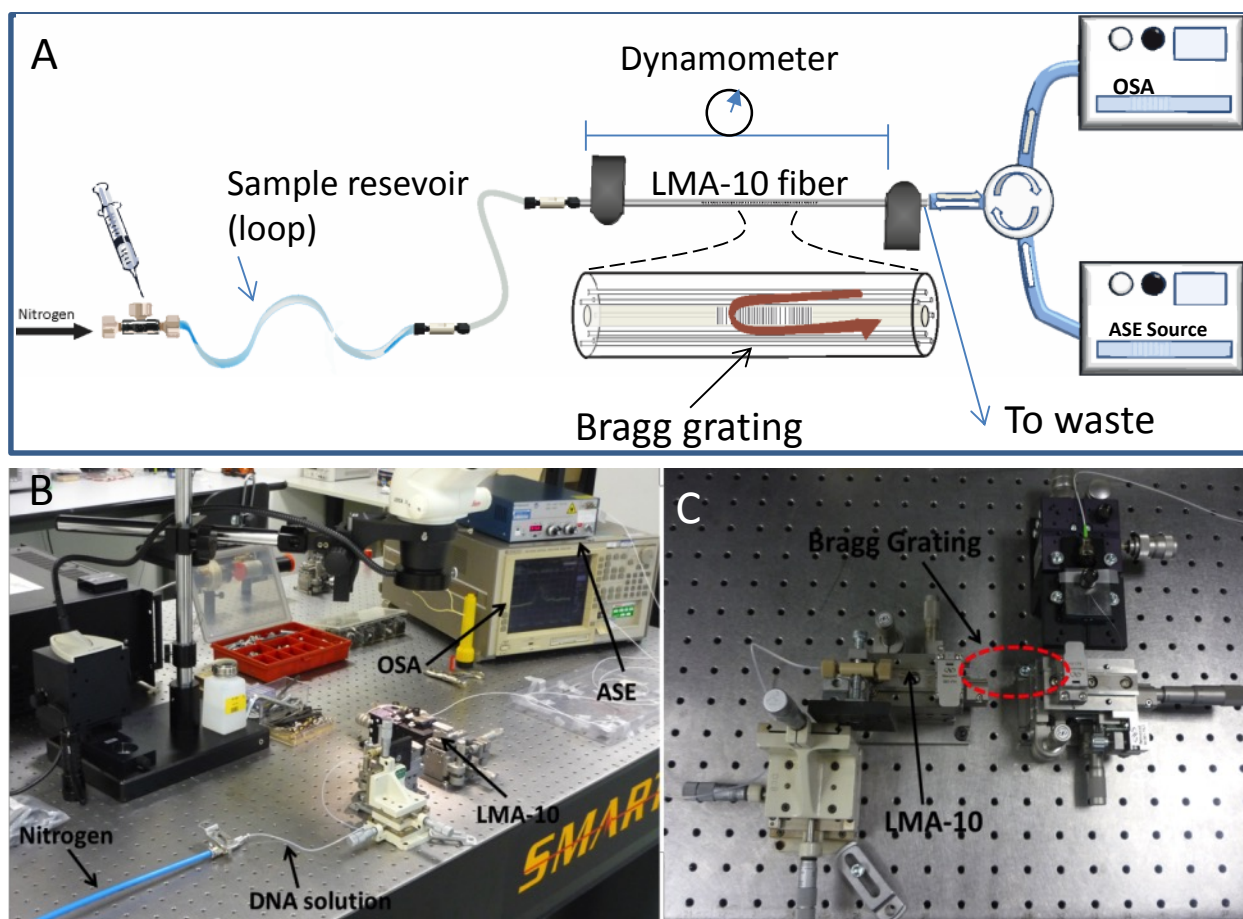 A
Dynamometer
OSA
Sample resevoir
(loop)
LMA-10 fiber
Nitrogen
ASE Source
Bragg grating
To waste
B
OSA
ASE
LMA-10
Nitrogen
DNA solution
SMART
C
Bragg Grating
LMA-10